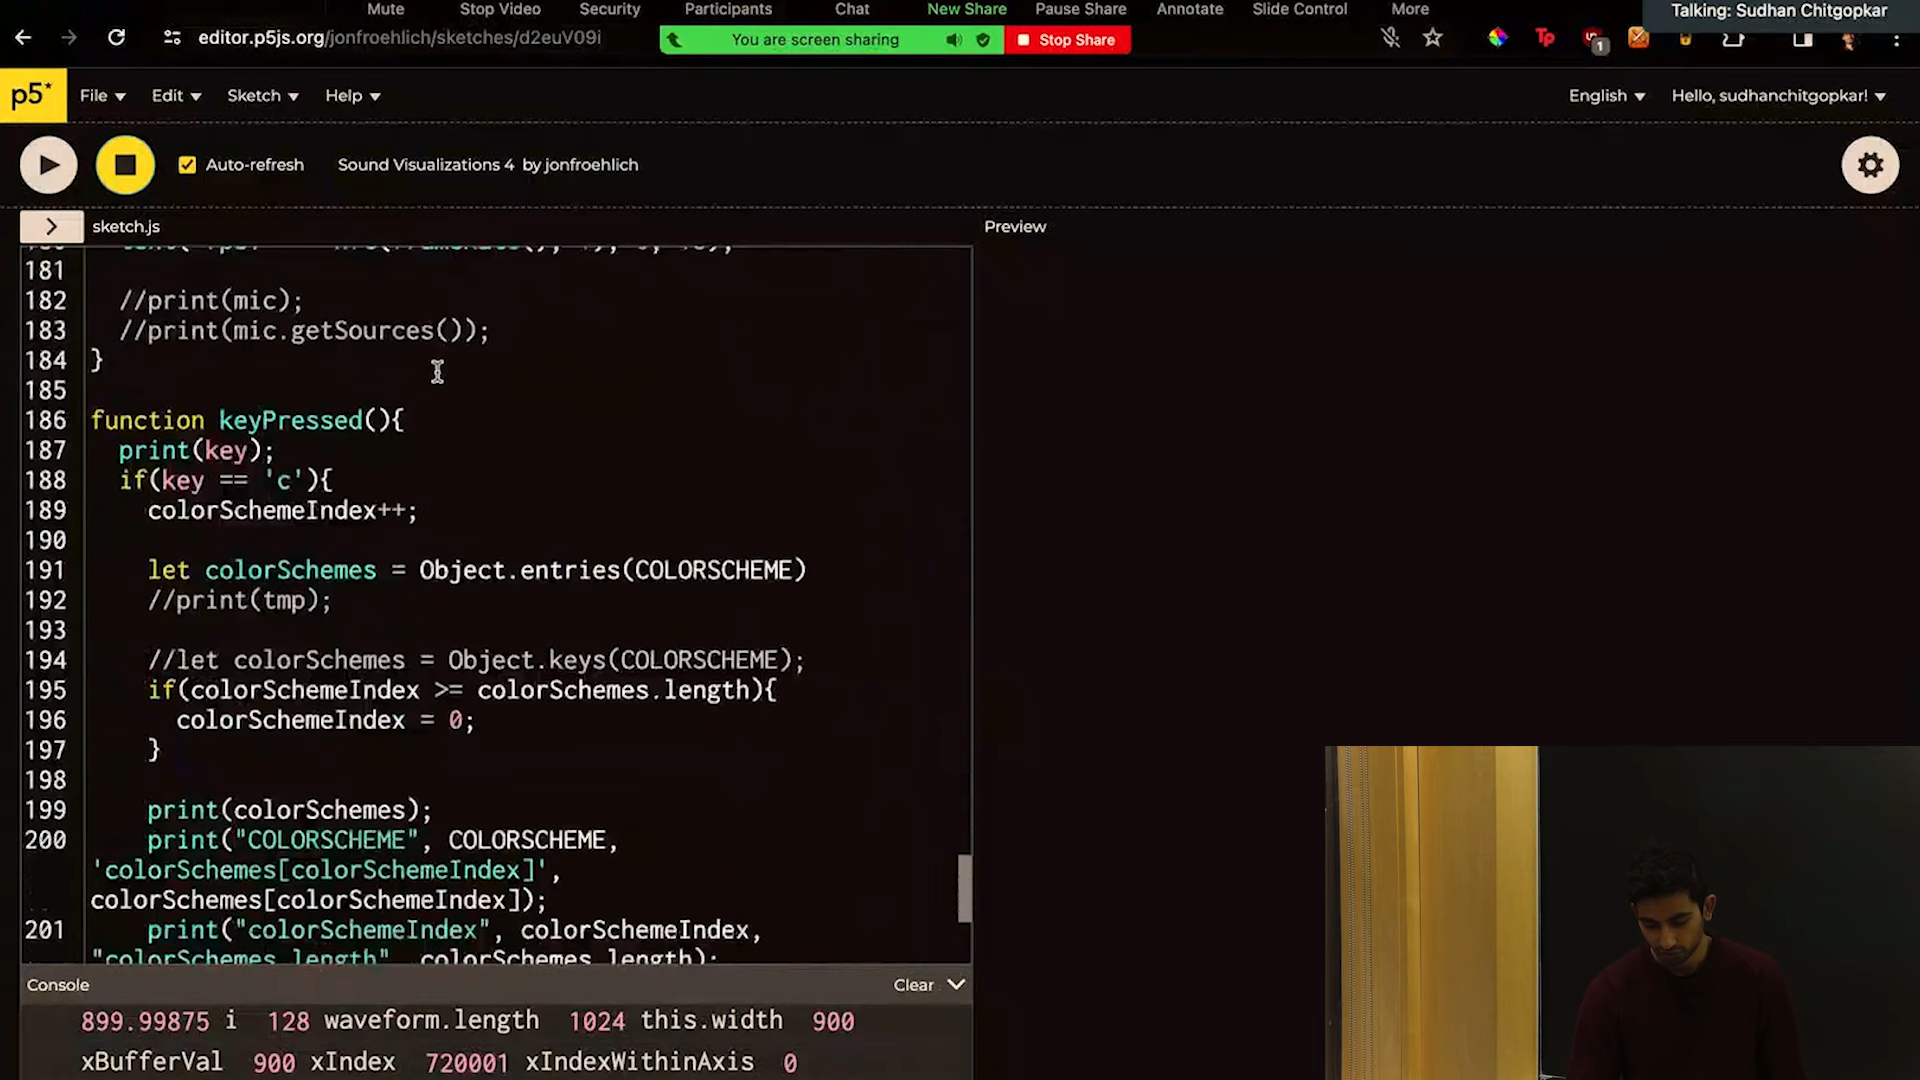 Mute Stop Video Security Participants Chat New Share Pause Share Annotate Slide Control More
Talking: Sudhan Chitgopkar
editor.p5js.org/jonfroehlich/sketches/d2euV09i
You are screen sharing
Stop Share
Tp
1
p5*
File Edit Sketch Help
English
Hello, sudhanchitgopkar!
Auto-refresh
Sound Visualizations 4 by jonfroehlich
sketch.js
Preview
181
182 //print(mic);
183 //print(mic.getSources());
184 }
185
186 function keyPressed(){
187 print(key);
188 if(key == 'c'){
189 colorSchemeIndex++;
190
191 let colorSchemes = Object.entries(COLORSCHEME)
192 //print(tmp);
193
194 //let colorSchemes = Object.keys(COLORSCHEME);
195 if(colorSchemeIndex >= colorSchemes.length){
196 colorSchemeIndex = 0;
197 }
198
199 print(colorSchemes);
200 print("COLORSCHEME", COLORSCHEME,
'colorSchemes[colorSchemeIndex]',
colorSchemes[colorSchemeIndex]);
201 print("colorSchemeIndex", colorSchemeIndex,
"colorSchemes.length", colorSchemes.length);
Console
Clear
899.99875 i 128 waveform.length 1024 this.width 900
xBufferVal 900 xIndex 720001 xIndexWithinAxis 0